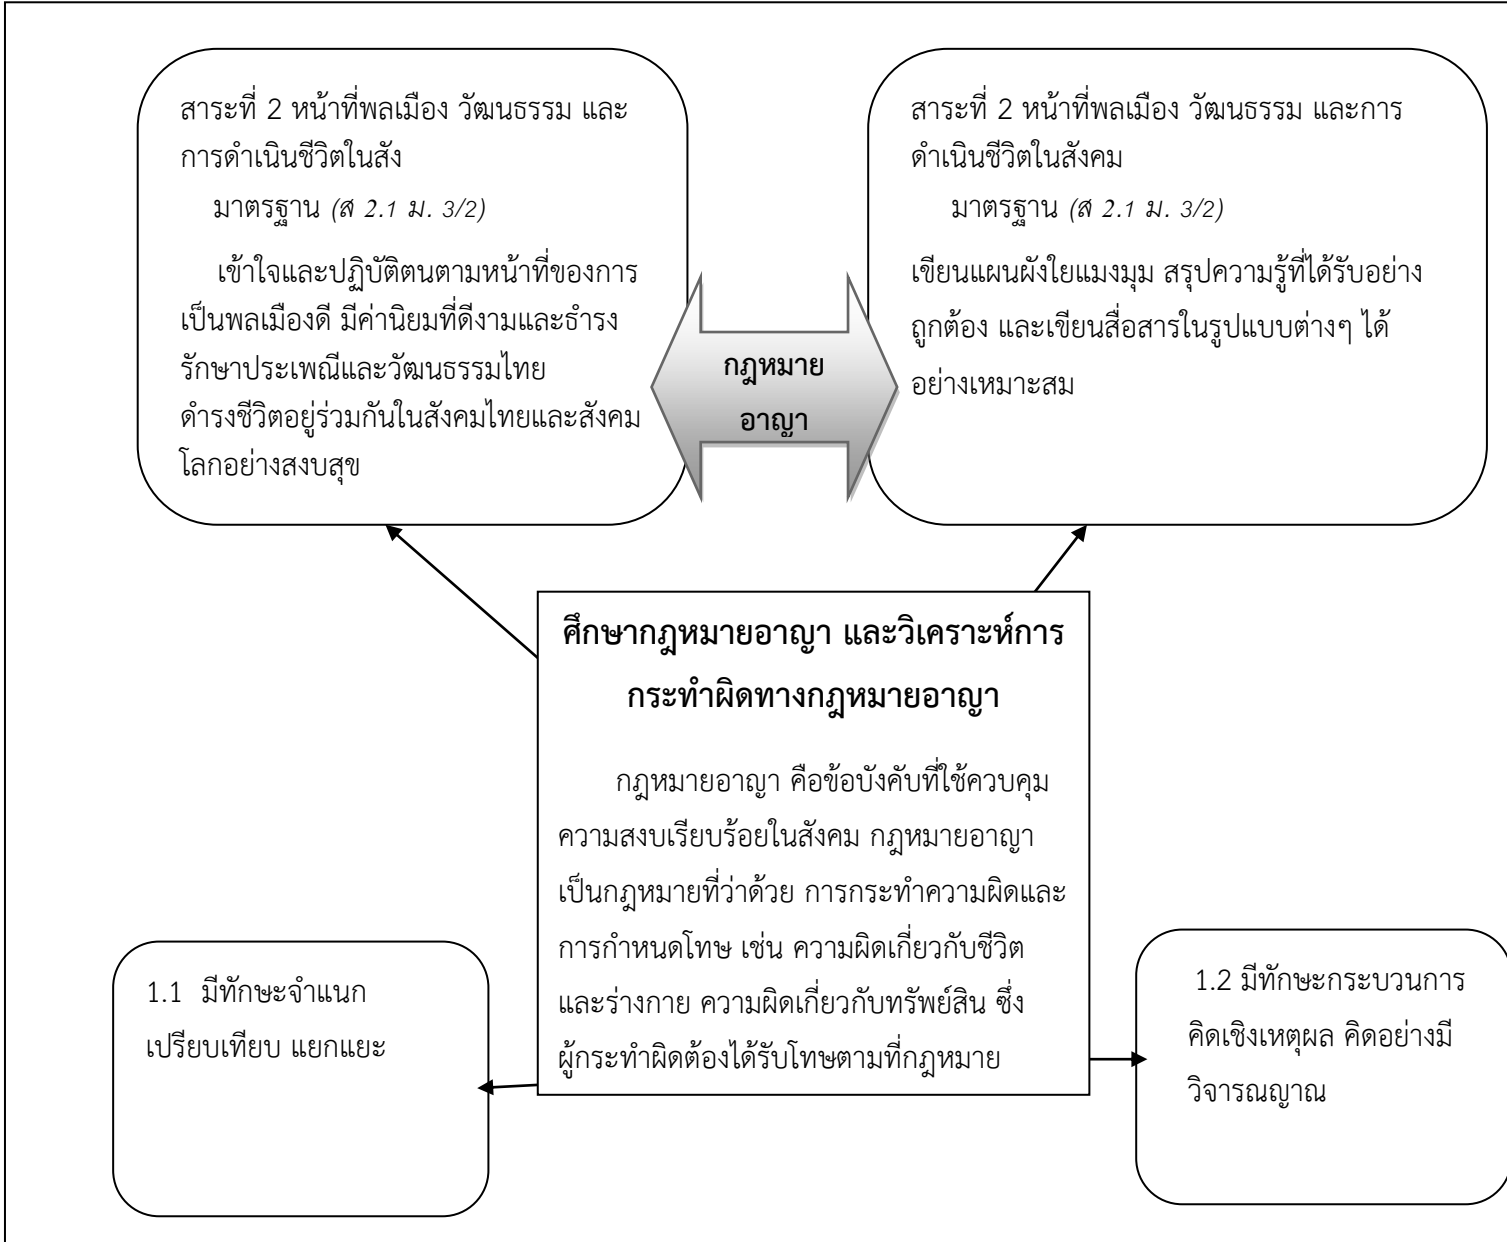 สาระที่ 2 หน้าที่พลเมือง วัฒนธรรม และ
การดำเนินชีวิตในสัง
มาตรฐาน (ส 2.1 ม. 3/2)
เข้าใจและปฏิบัติตนตามหน้าที่ของการ
เป็นพลเมืองดี มีค่านิยมที่ดีงามและธำรง
รักษาประเพณีและวัฒนธรรมไทย
ดำรงชีวิตอยู่ร่วมกันในสังคมไทยและสังคม
โลกอย่างสงบสุข
กฎหมาย
อาญา
สาระที่ 2 หน้าที่พลเมือง วัฒนธรรม และการ
ดำเนินชีวิตในสังคม
มาตรฐาน (ส 2.1 ม. 3/2)
เขียนแผนผังใยแมงมุม สรุปความรู้ที่ได้รับอย่าง
ถูกต้อง และเขียนสื่อสารในรูปแบบต่างๆ ได้
อย่างเหมาะสม
ศึกษากฎหมายอาญา และวิเคราะห์การ
กระทำผิดทางกฎหมายอาญา
กฎหมายอาญา คือข้อบังคับที่ใช้ควบคุม
ความสงบเรียบร้อยในสังคม กฎหมายอาญา
เป็นกฎหมายที่ว่าด้วย การกระทำความผิดและ
การกำหนดโทษ เช่น ความผิดเกี่ยวกับชีวิต
และร่างกาย ความผิดเกี่ยวกับทรัพย์สิน ซึ่ง
ผู้กระทำผิดต้องได้รับโทษตามที่กฎหมาย
1.1 มีทักษะจำแนก
เปรียบเทียบ แยกแยะ
1.2 มีทักษะกระบวนการ
คิดเชิงเหตุผล คิดอย่างมี
วิจารณญาณ